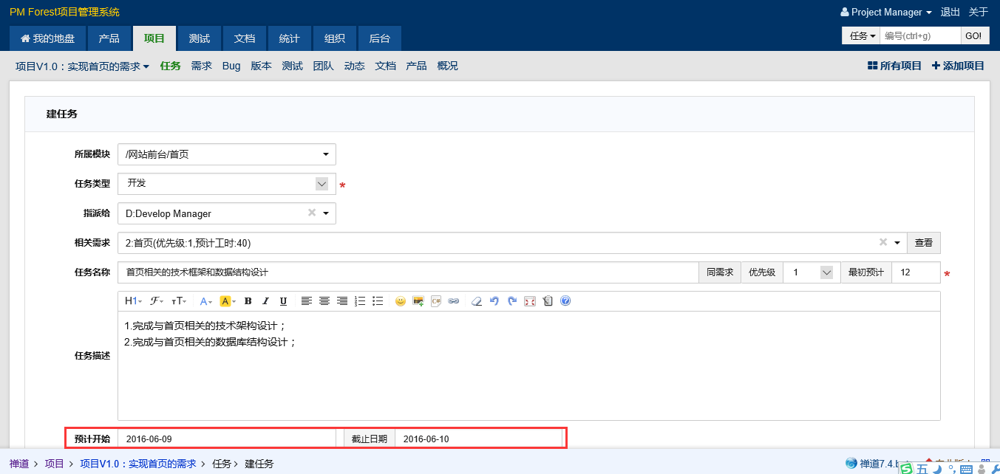 PM Forest项目管理系统 Project Manager 退出 关于
我的地盘 产品 项目 测试 文档 统计 组织 后台 任务 编号(ctrl+g) GO!
项目V1.0：实现首页的需求 任务 需求 Bug 版本 测试 团队 动态 文档 产品 概况 所有项目 添加项目
建任务
所属模块 /网站前台/首页
任务类型 开发 *
指派给 D:Develop Manager
相关需求 2:首页(优先级:1,预计工时:40) 查看
任务名称 首页相关的技术框架和数据结构设计 同需求 优先级 1 最初预计 12 *
H1 F TT A A B I U C#
1.完成与首页相关的技术架构设计；
2.完成与首页相关的数据库结构设计；
任务描述
预计开始 2016-06-09 截止日期 2016-06-10
禅道 > 项目 > 项目V1.0：实现首页的需求 > 任务 > 建任务 禅道7.4.b
五